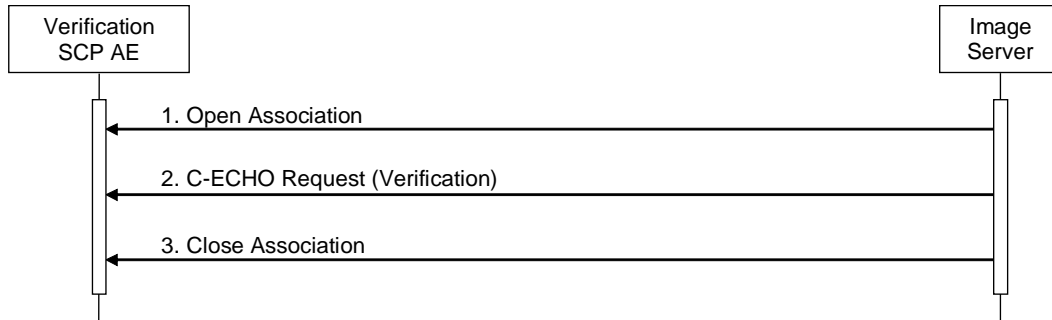 Verification
SCP AE
Image
Server
1. Open Association
2. C-ECHO Request (Verification)
3. Close Association